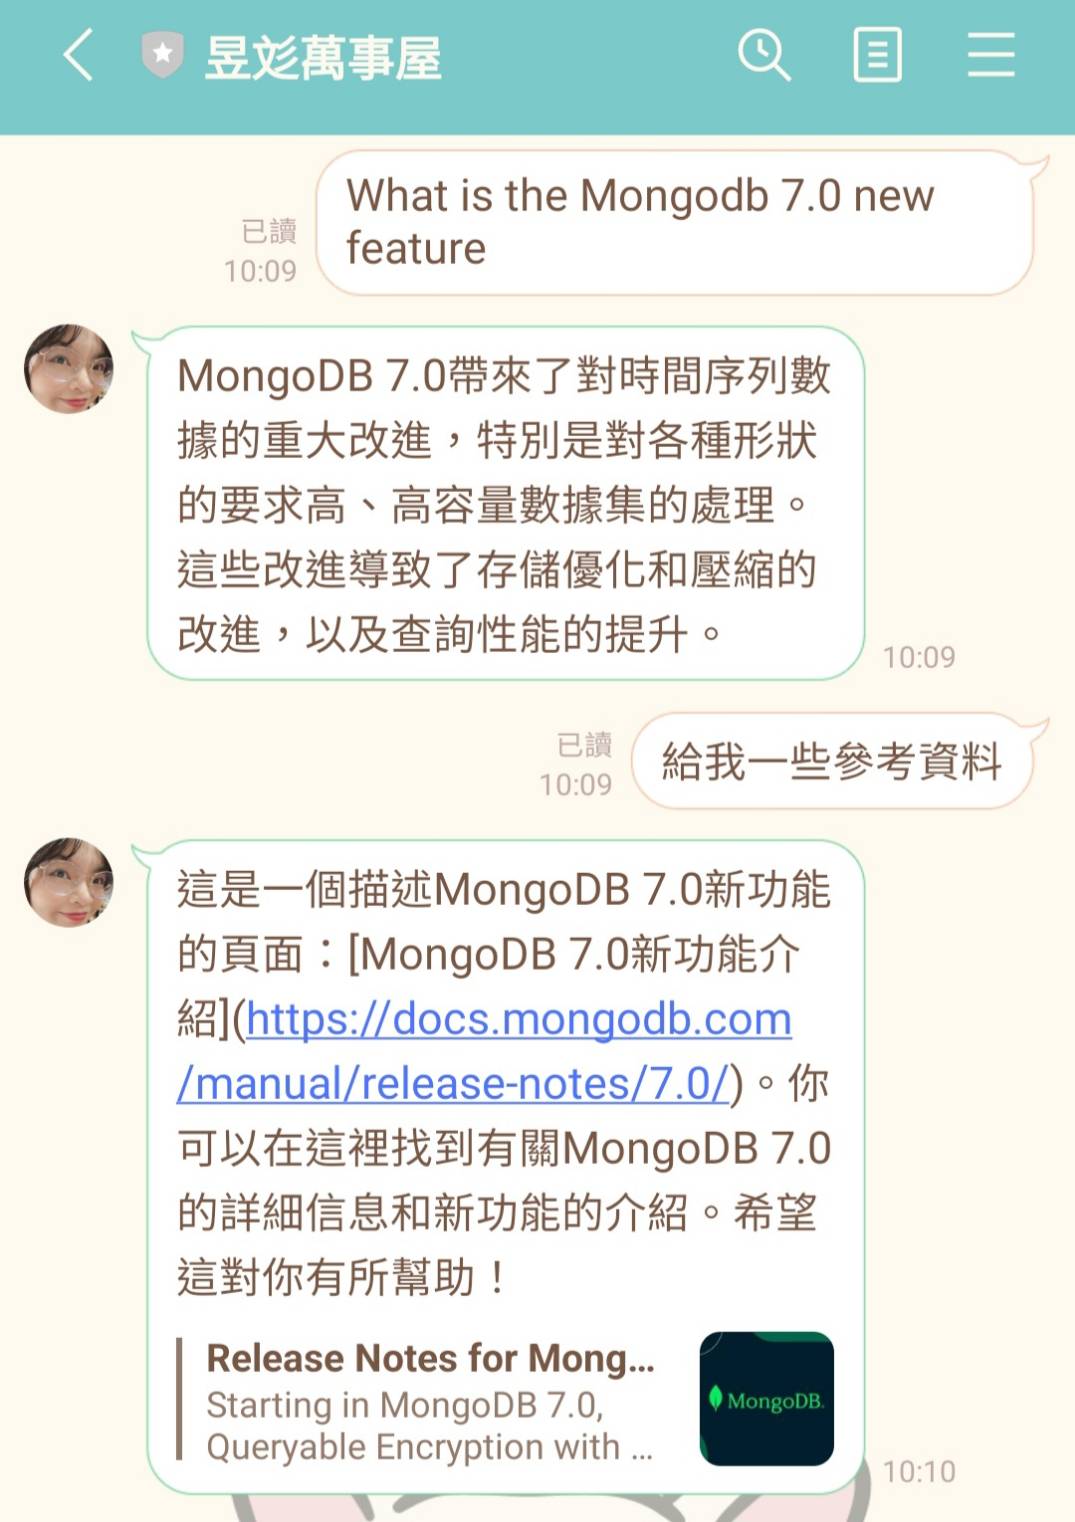 昱彣萬事屋
What is the Mongodb 7.0 new
feature
已讀
10:09
MongoDB 7.0帶來了對時間序列數
據的重大改進，特別是對各種形狀
的要求高、高容量數據集的處理。
這些改進導致了存儲優化和壓縮的
改進，以及查詢性能的提升。
10:09
已讀
10:09
給我一些參考資料
這是一個描述MongoDB 7.0新功能
的頁面：[MongoDB 7.0新功能介
紹](https://docs.mongodb.com
/manual/release-notes/7.0/)。你
可以在這裡找到有關MongoDB 7.0
的詳細信息和新功能的介紹。希望
這對你有所幫助！
Release Notes for Mong...
Starting in MongoDB 7.0,
Queryable Encryption with ...
MongoDB.
10:10